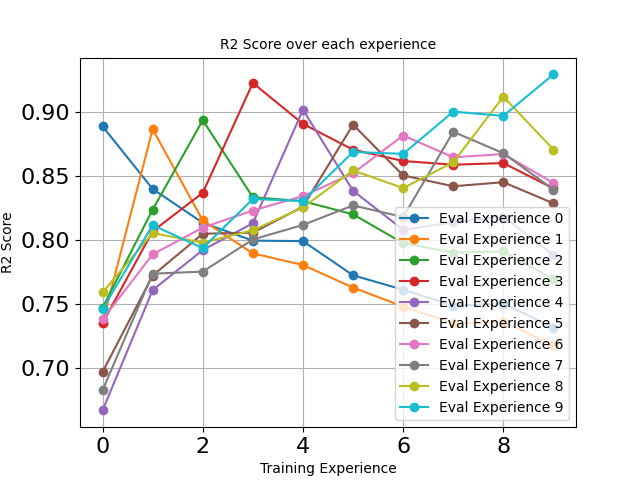 R2 Score over each experience
R2 Score
0.90
0.85
0.80
0.75
0.70
0
2
4
6
8
Training Experience
Eval Experience 0
Eval Experience 1
Eval Experience 2
Eval Experience 3
Eval Experience 4
Eval Experience 5
Eval Experience 6
Eval Experience 7
Eval Experience 8
Eval Experience 9